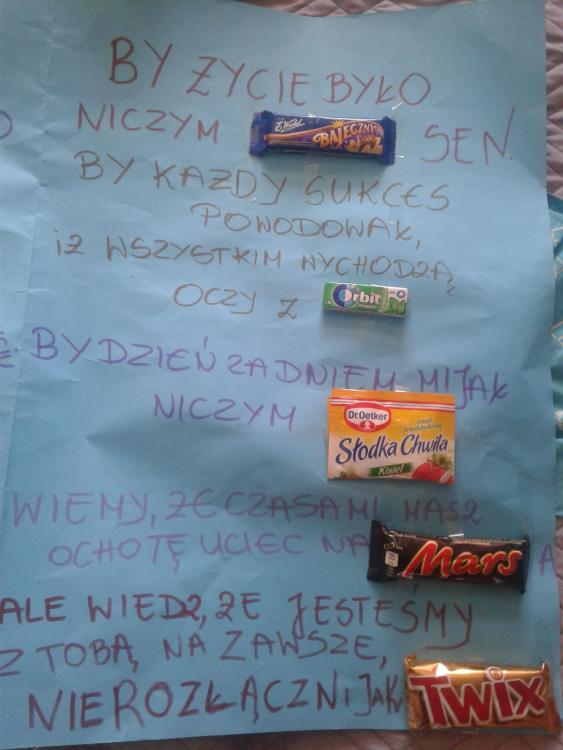 BY ŻYCIE BYŁO
NICZYM E.Wedel BAJECZNY SEN.
BY KAŻDY SUKCES
POWODOWAŁ,
IŻ WSZYSTKIM WYCHODZĄ
OCZY Z Orbit
BY DZIEŃ ZA DNIEM MIJAŁ
NICZYM Dr.Oetker smak truskawkowy Słodka Chwila Kisiel
WIEMY, ŻE CZASAMI MASZ
OCHOTĘ UCIEC NA Mars A
ALE WIEDZ, ŻE JESTEŚMY
Z TOBĄ NA ZAWSZE,
NIEROZŁĄCZNI JAK TWIX